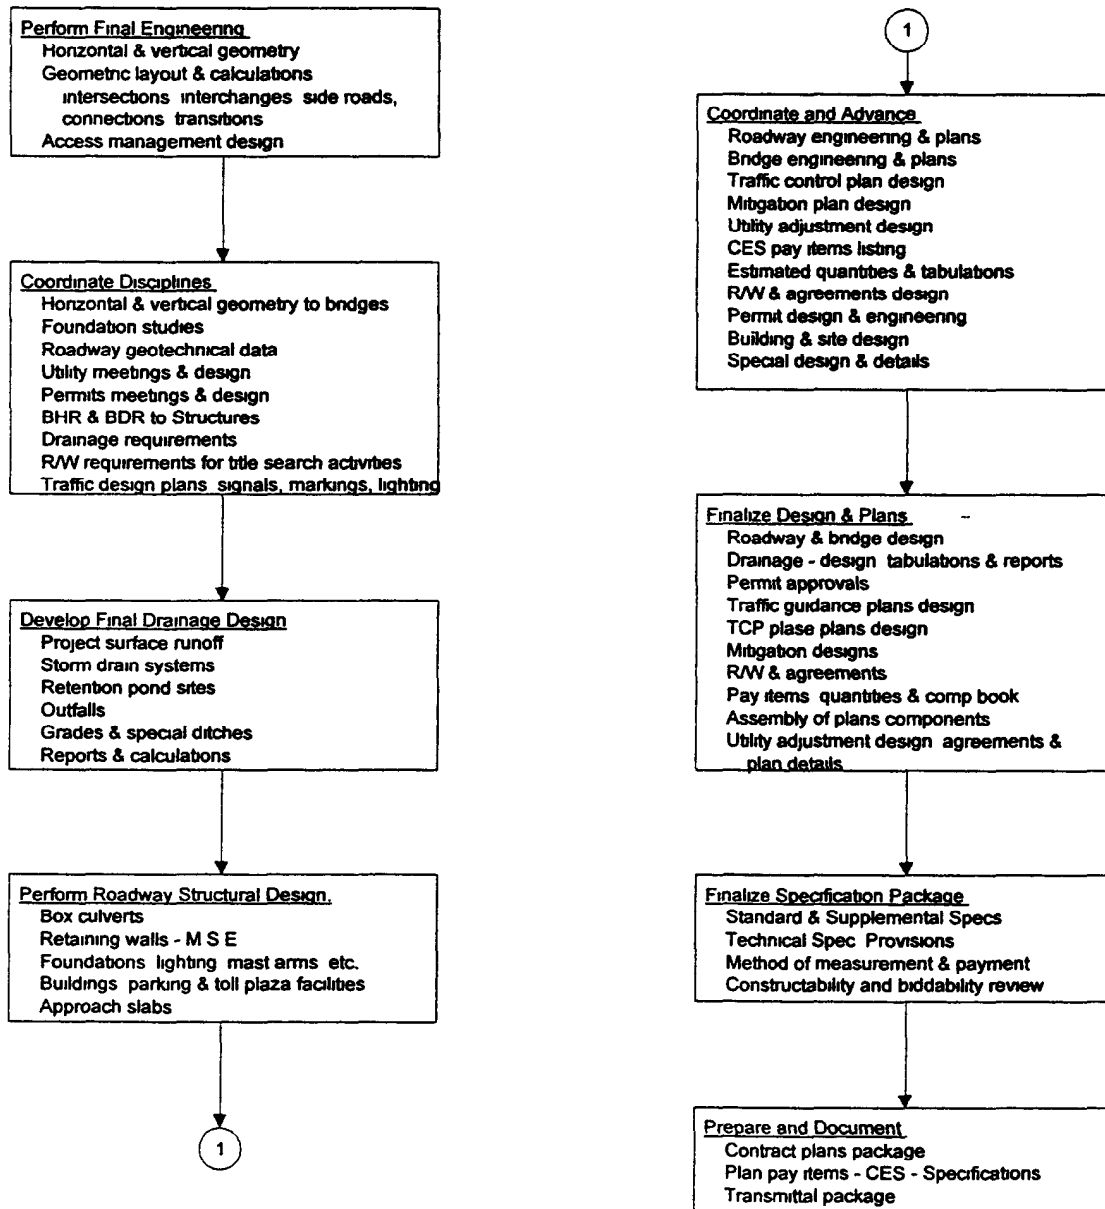 Perform Final Engineering
Horizontal & vertical geometry
Geometric layout & calculations
intersections interchanges side roads,
connections transitions
Access management design
Coordinate Disciplines
Horizontal & vertical geometry to bridges
Foundation studies
Roadway geotechnical data
Utility meetings & design
Permits meetings & design
BHR & BDR to Structures
Drainage requirements
R/W requirements for title search activities
Traffic design plans signals, markings, lighting
Develop Final Drainage Design
Project surface runoff
Storm drain systems
Retention pond sites
Outfalls
Grades & special ditches
Reports & calculations
Perform Roadway Structural Design.
Box culverts
Retaining walls - M S E
Foundations lighting mast arms etc.
Buildings parking & toll plaza facilities
Approach slabs
1
1
Coordinate and Advance
Roadway engineering & plans
Bridge engineering & plans
Traffic control plan design
Mitigation plan design
Utility adjustment design
CES pay items listing
Estimated quantities & tabulations
R/W & agreements design
Permit design & engineering
Building & site design
Special design & details
Finalize Design & Plans
Roadway & bridge design
Drainage - design tabulations & reports
Permit approvals
Traffic guidance plans design
TCP plase plans design
Mitigation designs
R/W & agreements
Pay items quantities & comp book
Assembly of plans components
Utility adjustment design agreements &
plan details
Finalize Specification Package
Standard & Supplemental Specs
Technical Spec Provisions
Method of measurement & payment
Constructability and biddability review
Prepare and Document
Contract plans package
Plan pay items - CES - Specifications
Transmittal package